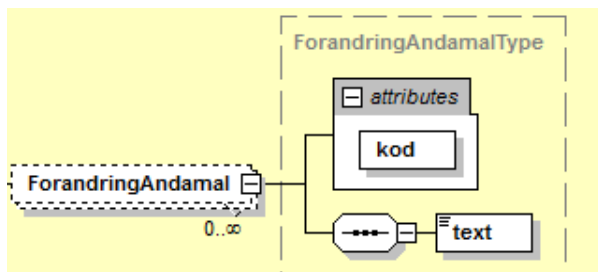 ForandringAndamalType
attributes
kod
ForandringAndamal
0..∞
text